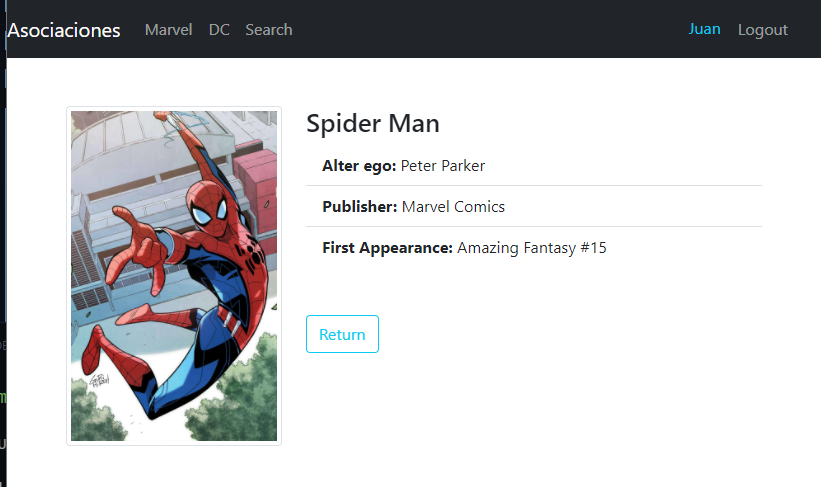 Asociaciones Marvel DC Search Juan Logout
Spider Man
Alter ego: Peter Parker
Publisher: Marvel Comics
First Appearance: Amazing Fantasy #15
Return